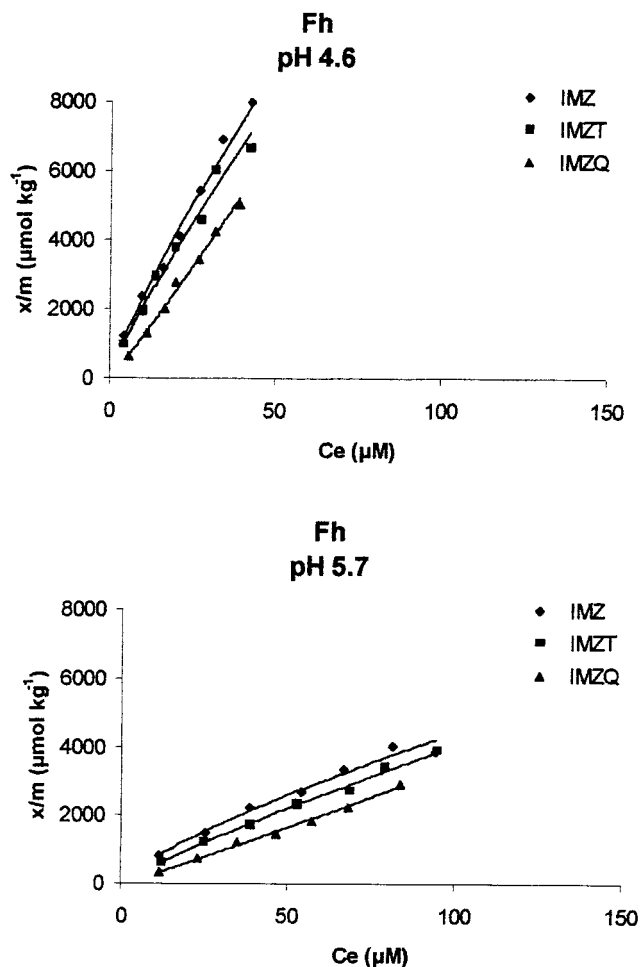 Fh
pH 4.6
8000
6000
4000
2000
0
x/m (µmol kg⁻¹)
0
50
100
150
Ce (µM)
IMZ
IMZT
IMZQ
Fh
pH 5.7
8000
6000
4000
2000
0
x/m (µmol kg⁻¹)
0
50
100
150
Ce (µM)
IMZ
IMZT
IMZQ